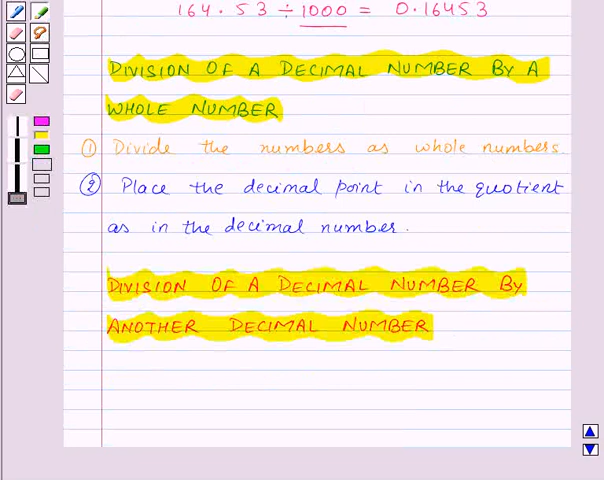 164.53 ÷ 1000 = 0.16453
DIVISION OF A DECIMAL NUMBER BY A
WHOLE NUMBER
① Divide the numbers as whole numbers.
② Place the decimal point in the quotient
as in the decimal number.
DIVISION OF A DECIMAL NUMBER BY
ANOTHER DECIMAL NUMBER